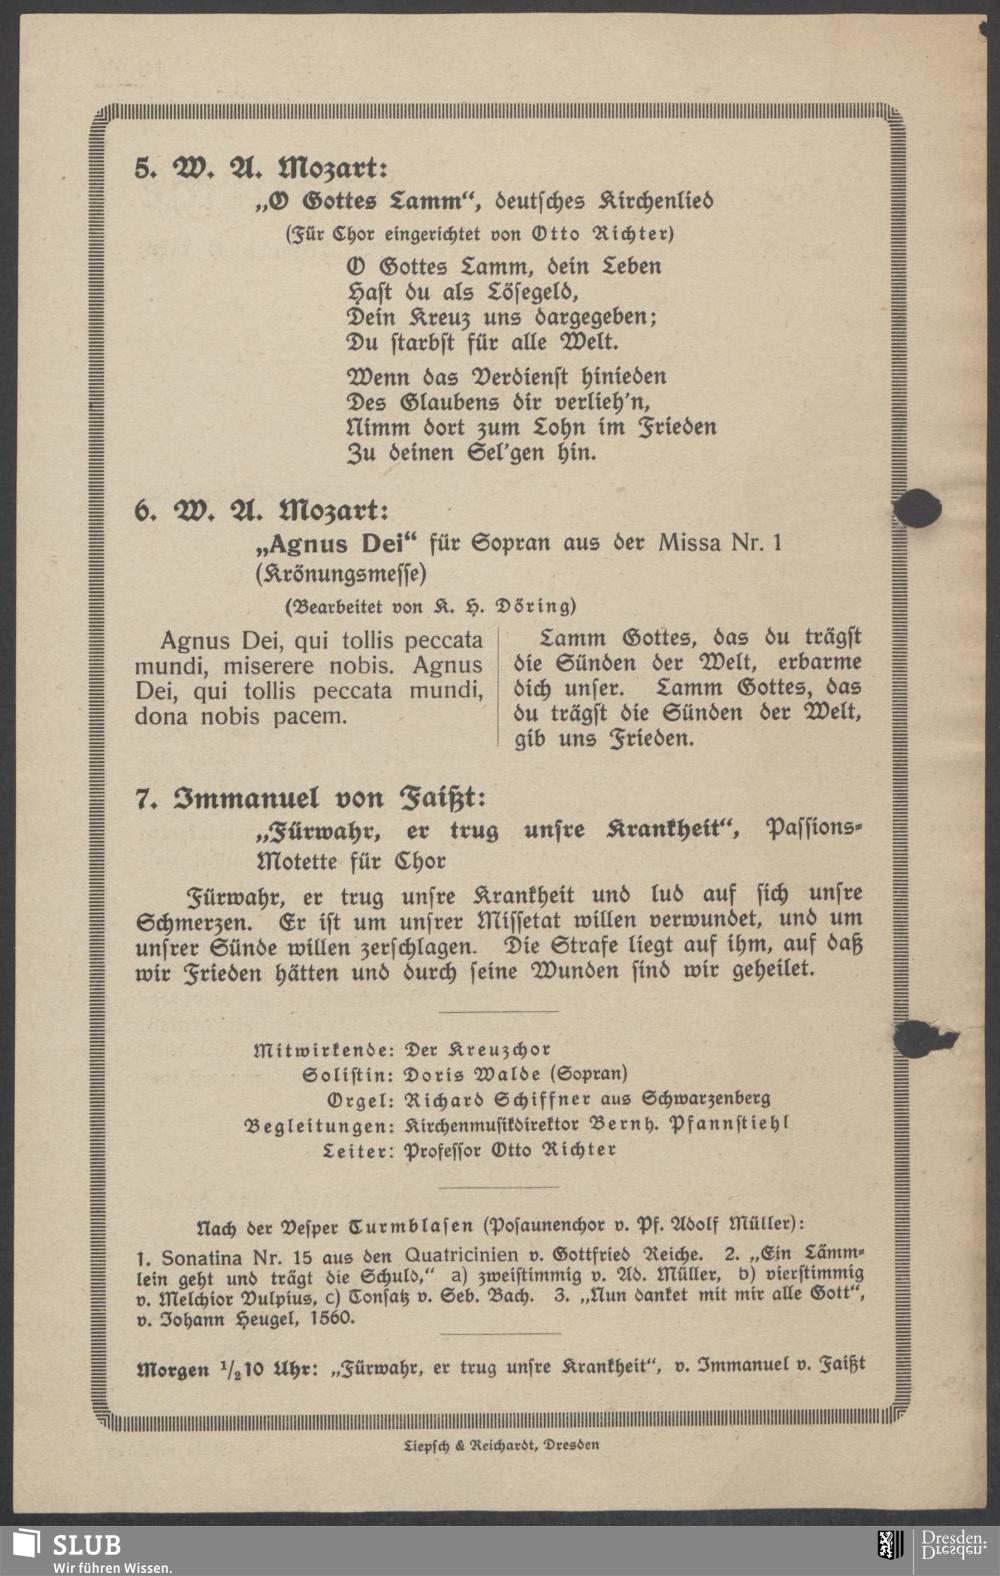 5. W. A. Mozart:
„O Gottes Lamm“, deutsches Kirchenlied
(Für Chor eingerichtet von Otto Richter)
O Gottes Lamm, dein Leben
Hast du als Lösegeld,
Dein Kreuz uns dargegeben;
Du starbst für alle Welt.
Wenn das Verdienst hinieden
Des Glaubens dir verlieh'n,
Nimm dort zum Lohn im Frieden
Zu deinen Sel'gen hin.
6. W. A. Mozart:
„Agnus Dei“ für Sopran aus der Missa Nr. 1
(Krönungsmesse)
(Bearbeitet von K. H. Döring)
Agnus Dei, qui tollis peccata
mundi, miserere nobis. Agnus
Dei, qui tollis peccata mundi,
dona nobis pacem.
Lamm Gottes, das du trägst
die Sünden der Welt, erbarme
dich unser. Lamm Gottes, das
du trägst die Sünden der Welt,
gib uns Frieden.
7. Immanuel von Faißt:
„Fürwahr, er trug unsre Krankheit“, Passions-
Motette für Chor
Fürwahr, er trug unsre Krankheit und lud auf sich unsre
Schmerzen. Er ist um unsrer Missetat willen verwundet, und um
unsrer Sünde willen zerschlagen. Die Strafe liegt auf ihm, auf daß
wir Frieden hätten und durch seine Wunden sind wir geheilet.
Mitwirkende: Der Kreuzchor
Solistin: Doris Walde (Sopran)
Orgel: Richard Schiffner aus Schwarzenberg
Begleitungen: Kirchenmusikdirektor Bernh. Pfannstiehl
Leiter: Professor Otto Richter
Nach der Vesper Turmblasen (Posaunenchor v. Pf. Adolf Müller):
1. Sonatina Nr. 15 aus den Quatricinien v. Gottfried Reiche. 2. „Ein Lämm-
lein geht und trägt die Schuld,“ a) zweistimmig v. Ad. Müller, b) vierstimmig
v. Melchior Vulpius, c) Tonsatz v. Seb. Bach. 3. „Nun danket mit mir alle Gott“,
v. Johann Heugel, 1560.
Morgen 1/2 10 Uhr: „Fürwahr, er trug unsre Krankheit“, v. Immanuel v. Faißt
Liepsch & Reichardt, Dresden
SLUB
Wir führen Wissen.
Dresden.
Dresden.